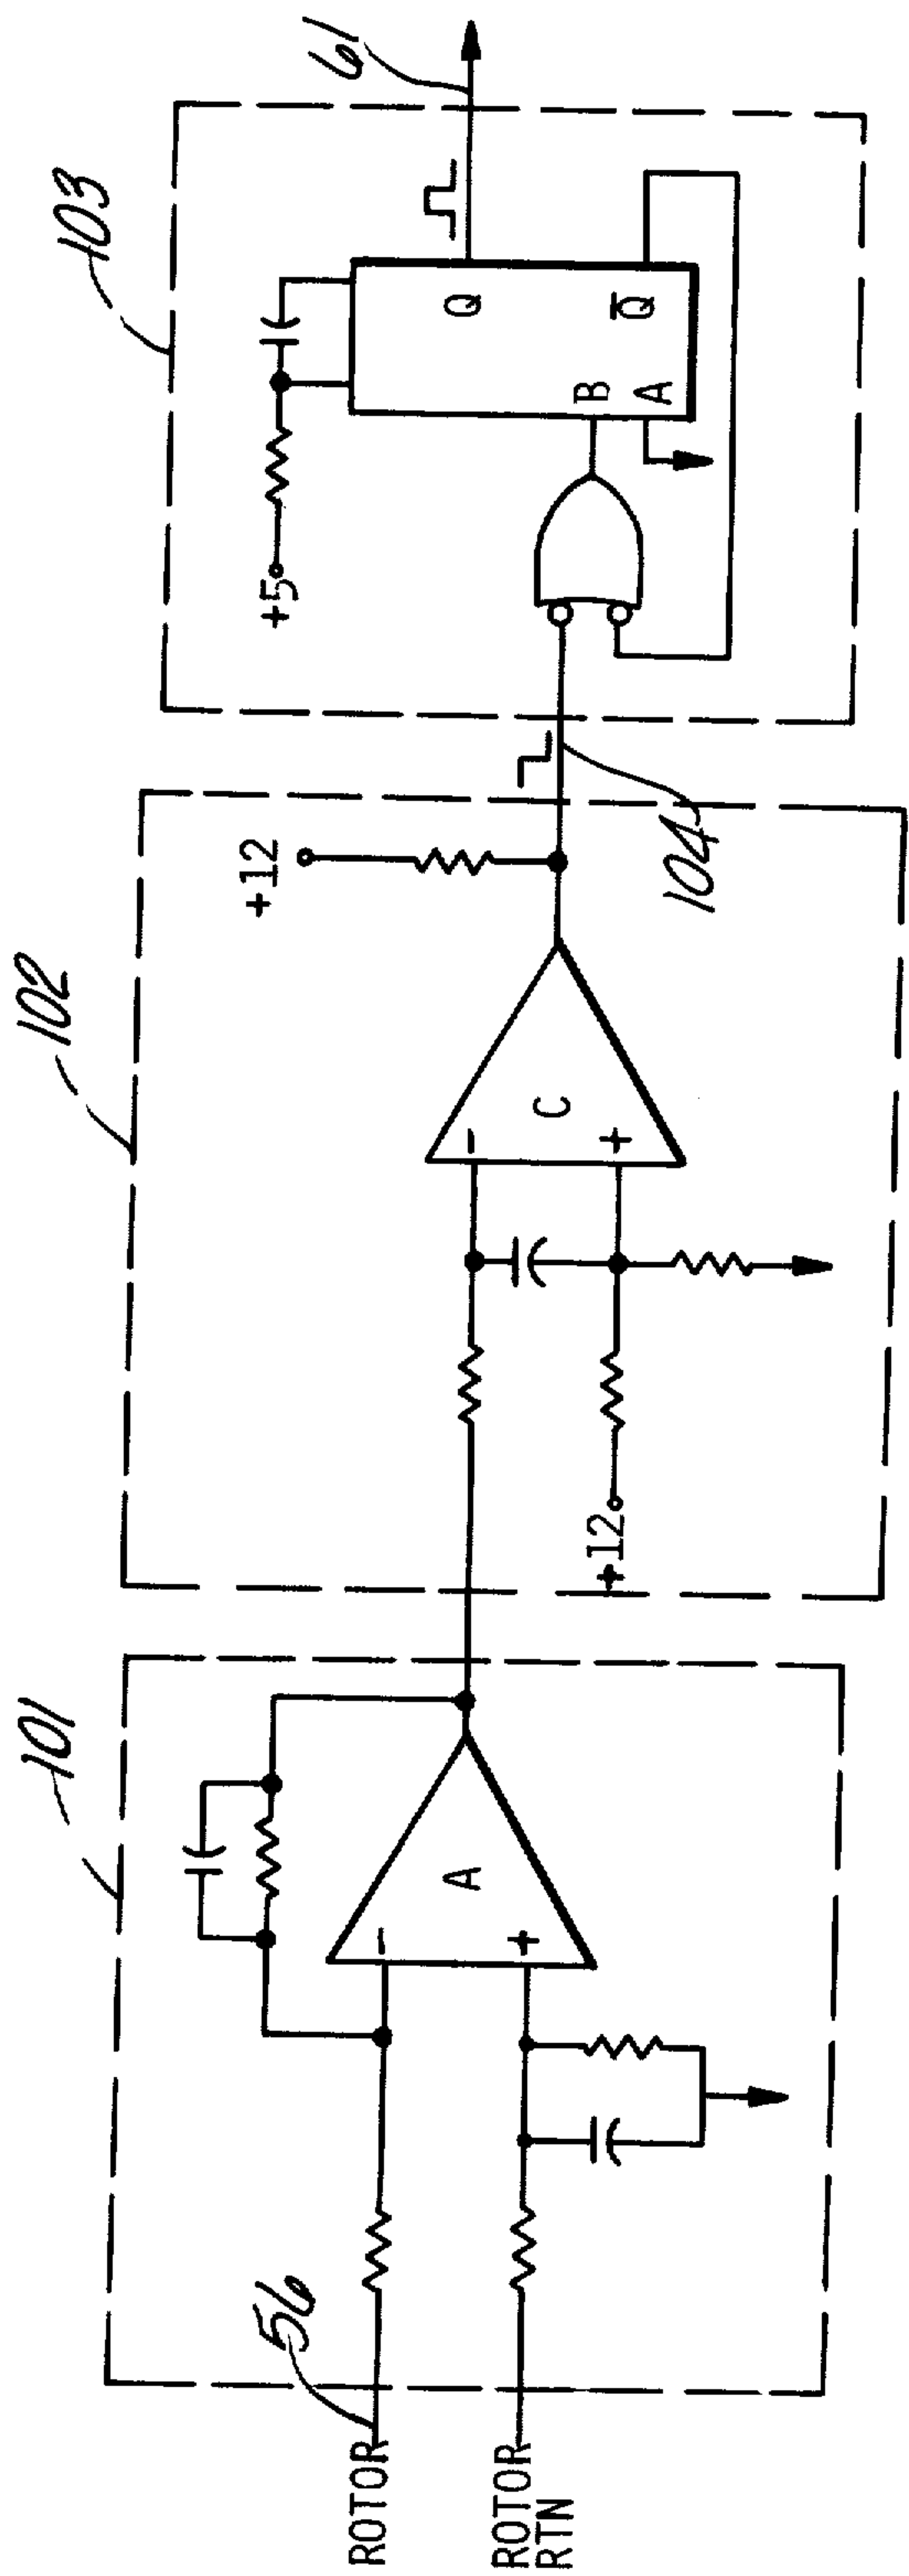 101
102
103
ROTOR
56
ROTOR
RTN
-
+
A
+12
-
+
C
+12
104
+5
B
A
Q
Q̅
61